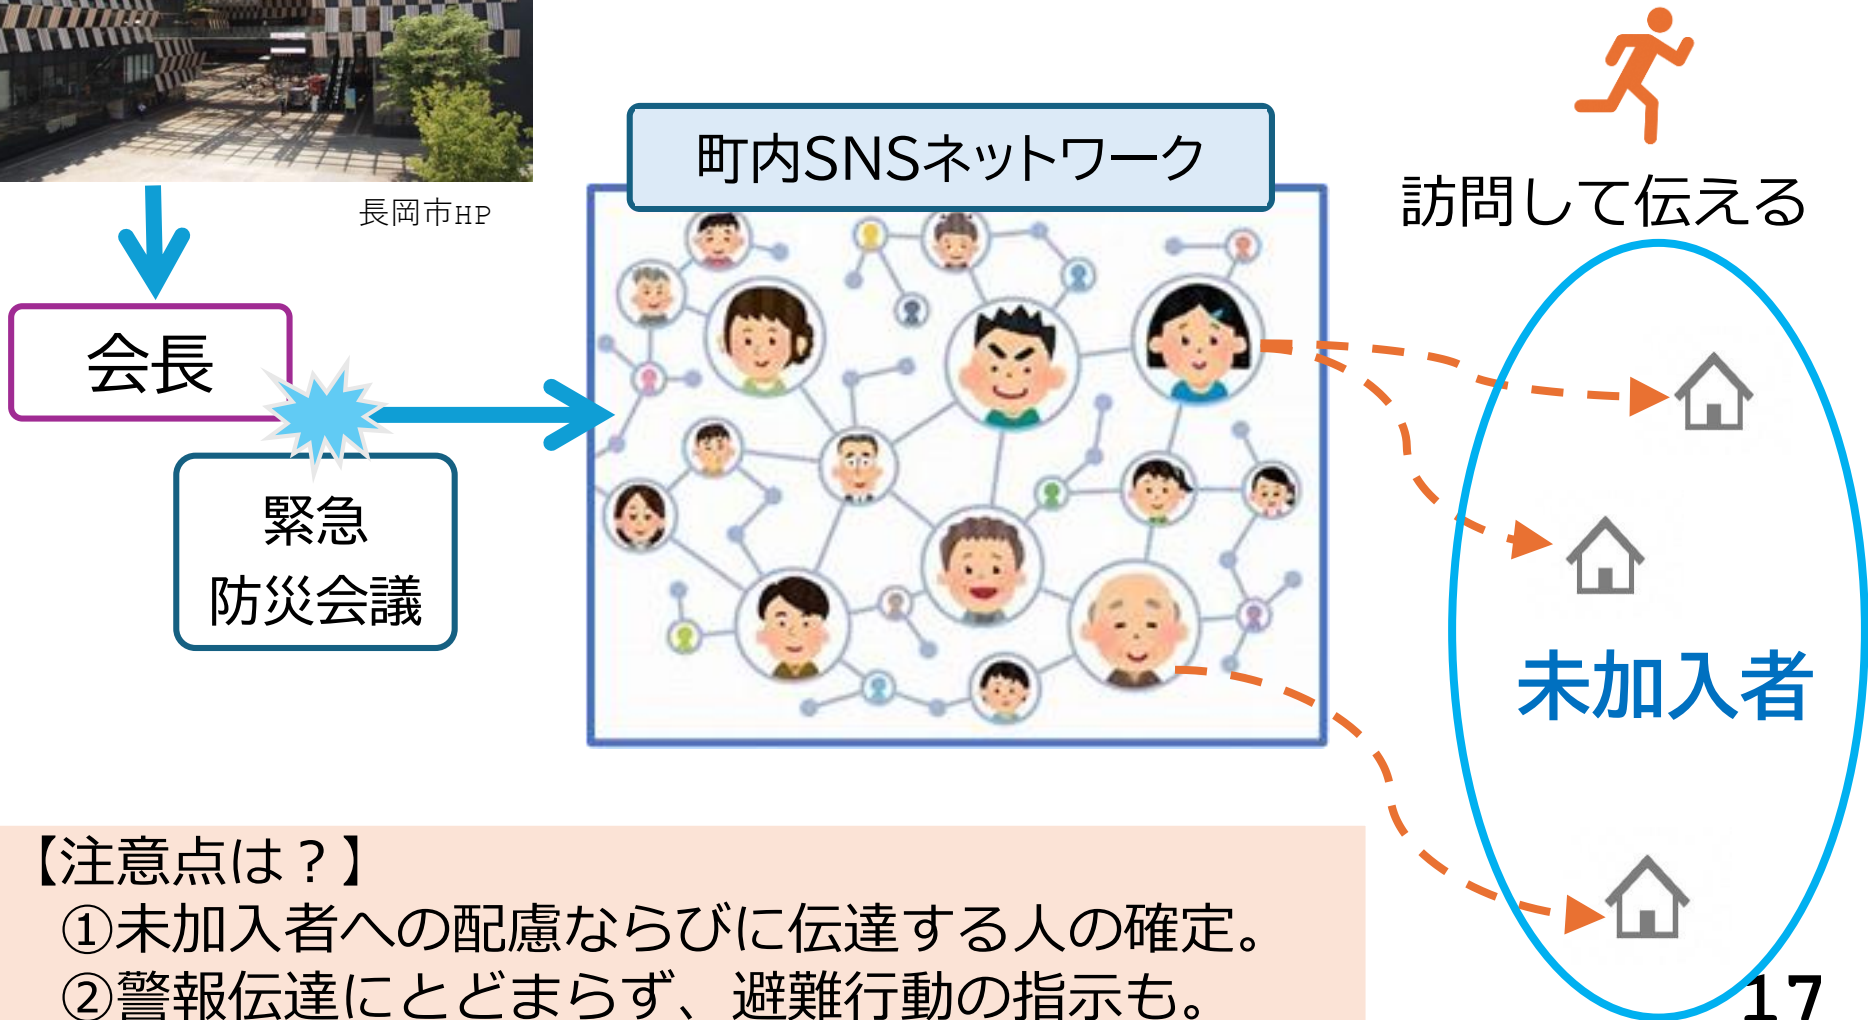 長岡市HP
町内SNSネットワーク
訪問して伝える
会長
緊急
防災会議
未加入者
【注意点は？】
①未加入者への配慮ならびに伝達する人の確定。
②警報伝達にとどまらず、避難行動の指示も。
17